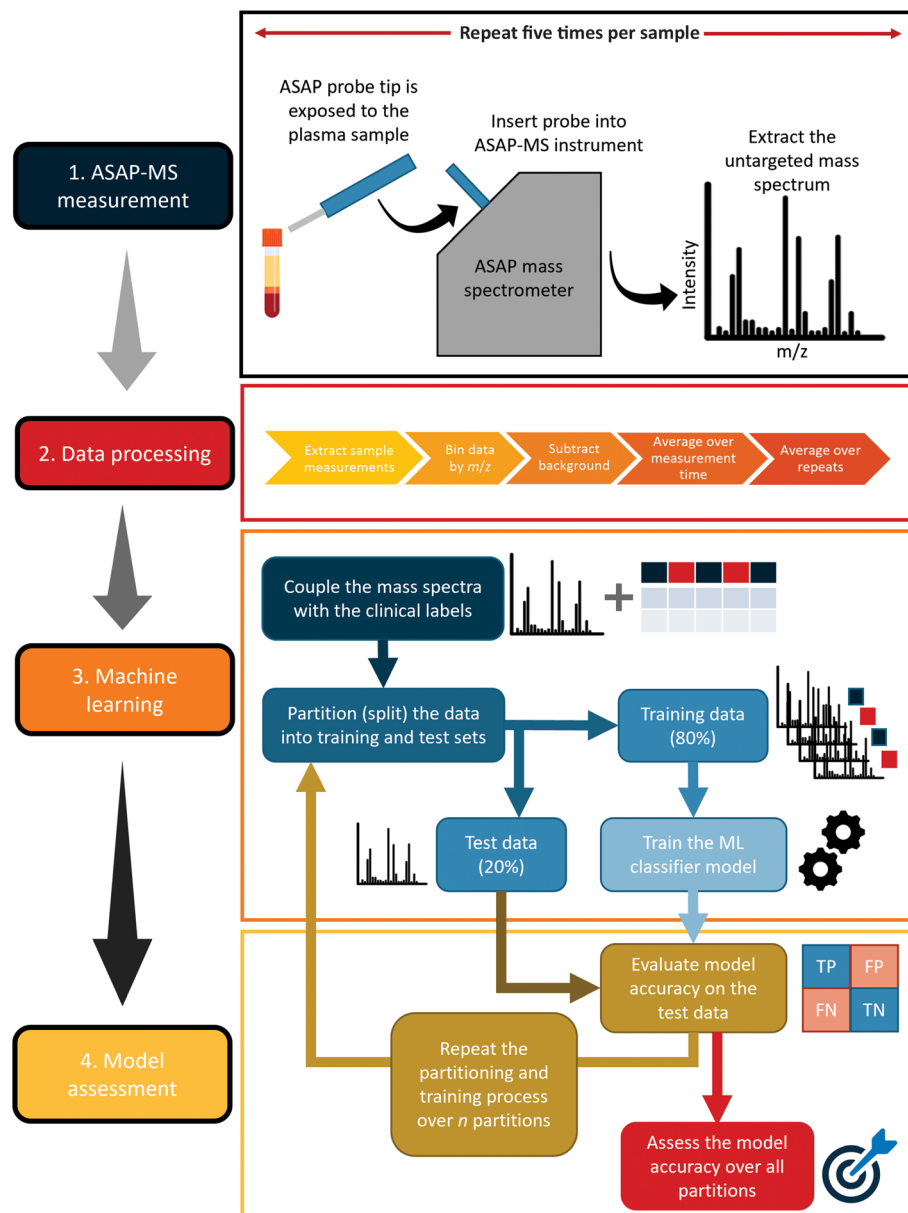 Repeat five times per sample
ASAP probe tip is
exposed to the
plasma sample
Insert probe into
ASAP-MS instrument
Extract the
untargeted mass
spectrum
1. ASAP-MS
measurement
ASAP mass
spectrometer
Intensity
m/z
2. Data processing
Extract sample
measurements
Bin data
by m/z
Subtract
background
Average over
measurement
time
Average over
repeats
3. Machine
learning
Couple the mass spectra
with the clinical labels
+
Partition (split) the data
into training and test sets
Training data
(80%)
Test data
(20%)
Train the ML
classifier model
4. Model
assessment
Evaluate model
accuracy on the
test data
TP FP
FN TN
Repeat the
partitioning and
training process
over n partitions
Assess the model
accuracy over all
partitions